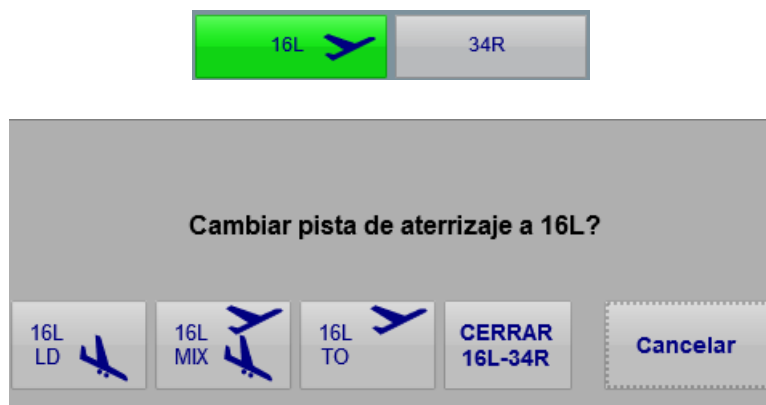 16L
34R
Cambiar pista de aterrizaje a 16L?
16L
LD
16L
MIX
16L
TO
CERRAR
16L-34R
Cancelar